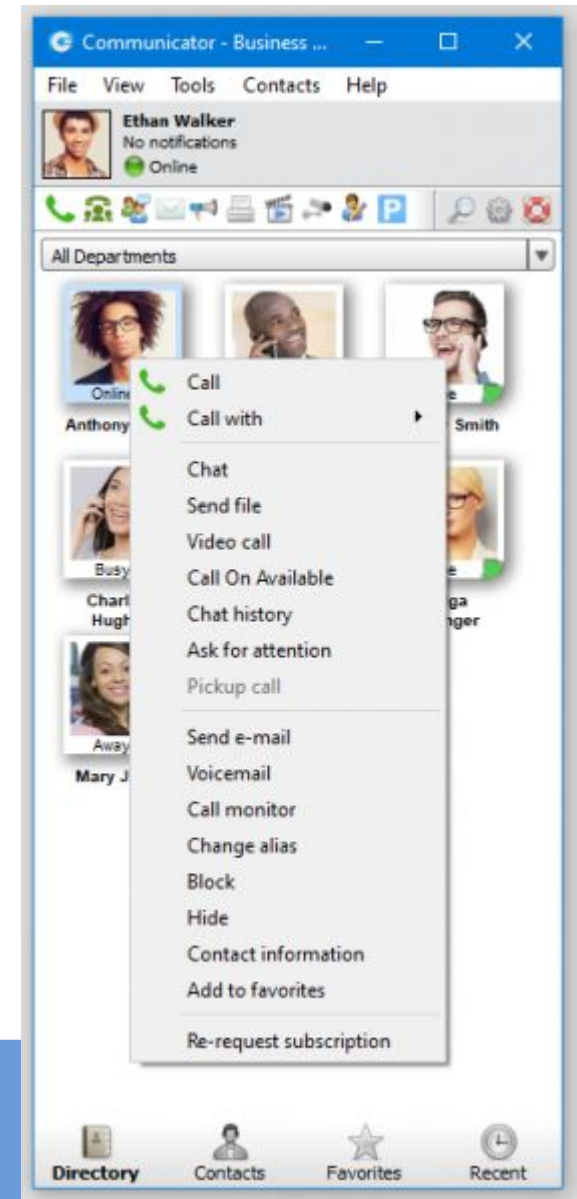 Communicator - Business ...
File View Tools Contacts Help
Ethan Walker
No notifications
Online
P
All Departments
Anthony
Smith
Busy
Away
Mary J
Call
Call with
Chat
Send file
Video call
Call On Available
Chat history
Ask for attention
Pickup call
Send e-mail
Voicemail
Call monitor
Change alias
Block
Hide
Contact information
Add to favorites
Re-request subscription
Directory Contacts Favorites Recent